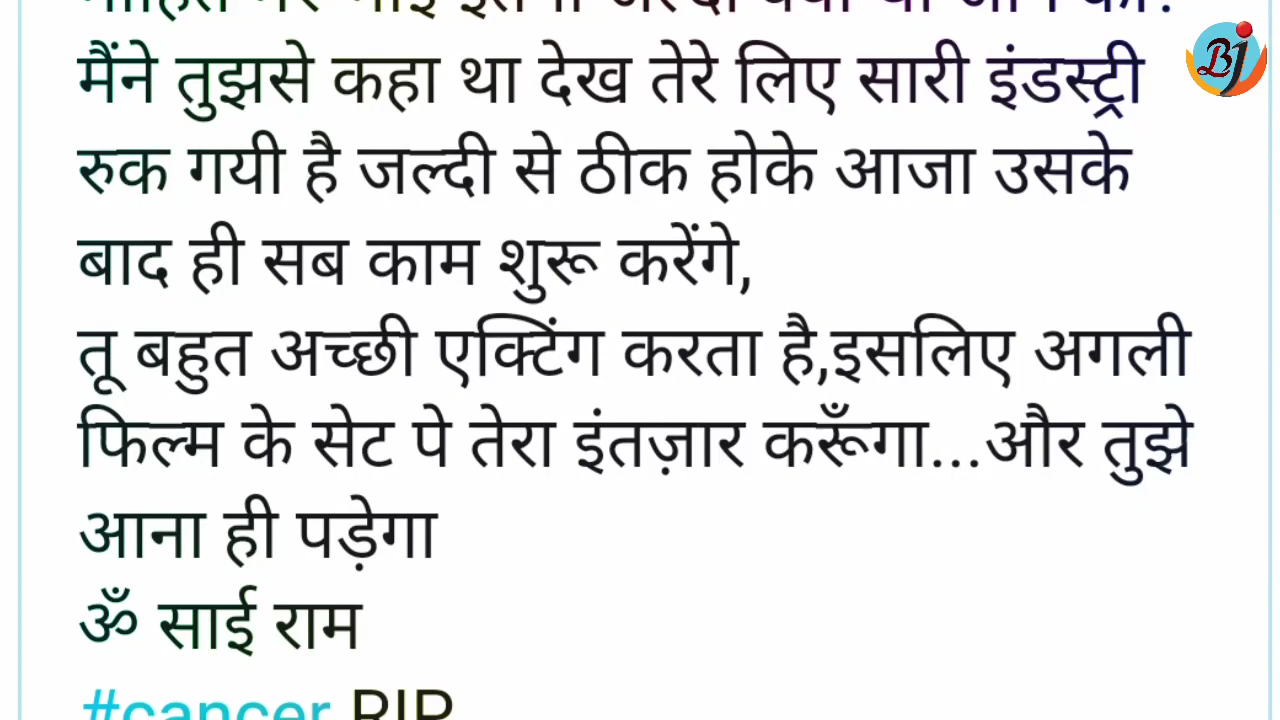 मैंने तुझसे कहा था देख तेरे लिए सारी इंडस्ट्री
रुक गयी है जल्दी से ठीक होके आजा उसके
बाद ही सब काम शुरू करेंगे,
तू बहुत अच्छी एक्टिंग करता है,इसलिए अगली
फिल्म के सेट पे तेरा इंतज़ार करूँगा...और तुझे
आना ही पड़ेगा
ॐ साई राम
#cancer RIP
BJ